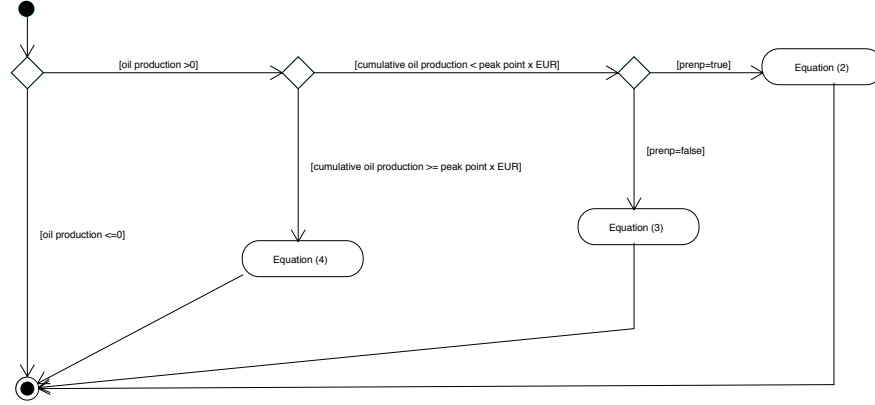 [oil production >0]
[cumulative oil production < peak point x EUR]
[prenp=true]
Equation (2)
[prenp=false]
[cumulative oil production >= peak point x EUR]
Equation (3)
[oil production <=0]
Equation (4)